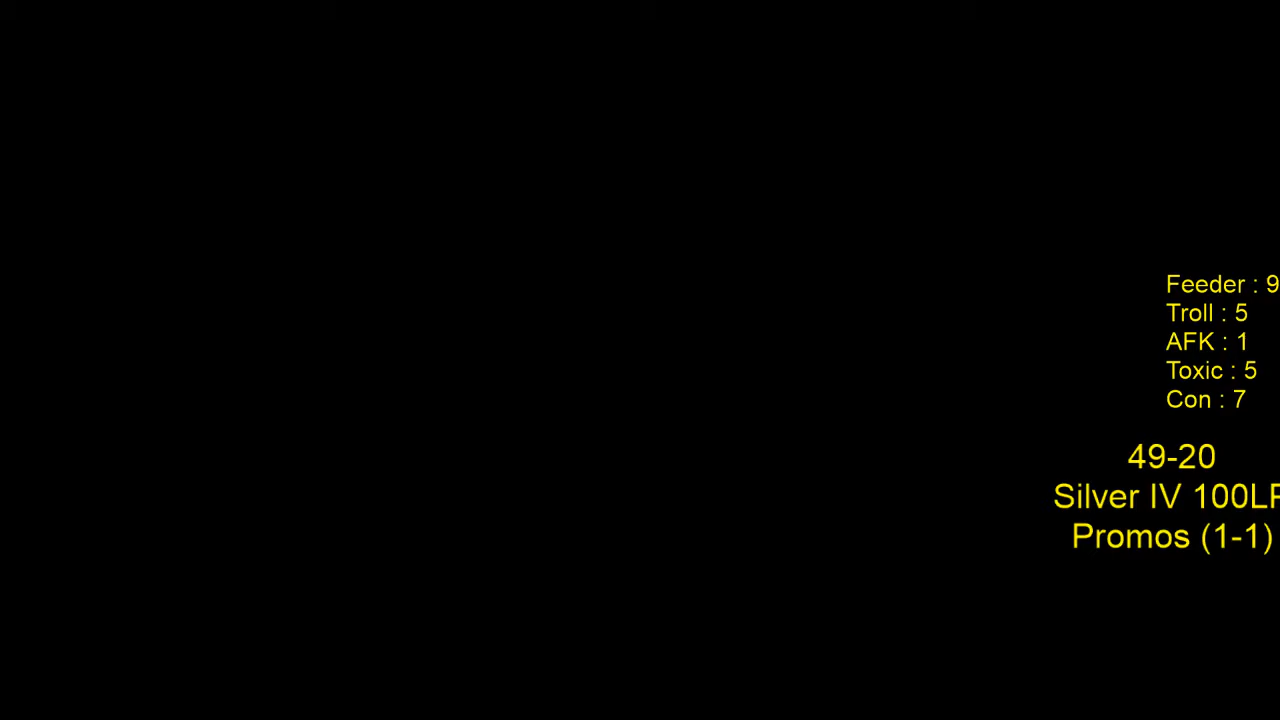 Feeder : 9
Troll : 5
AFK : 1
Toxic : 5
Con : 7
49-20
Silver IV 100LP
Promos (1-1)